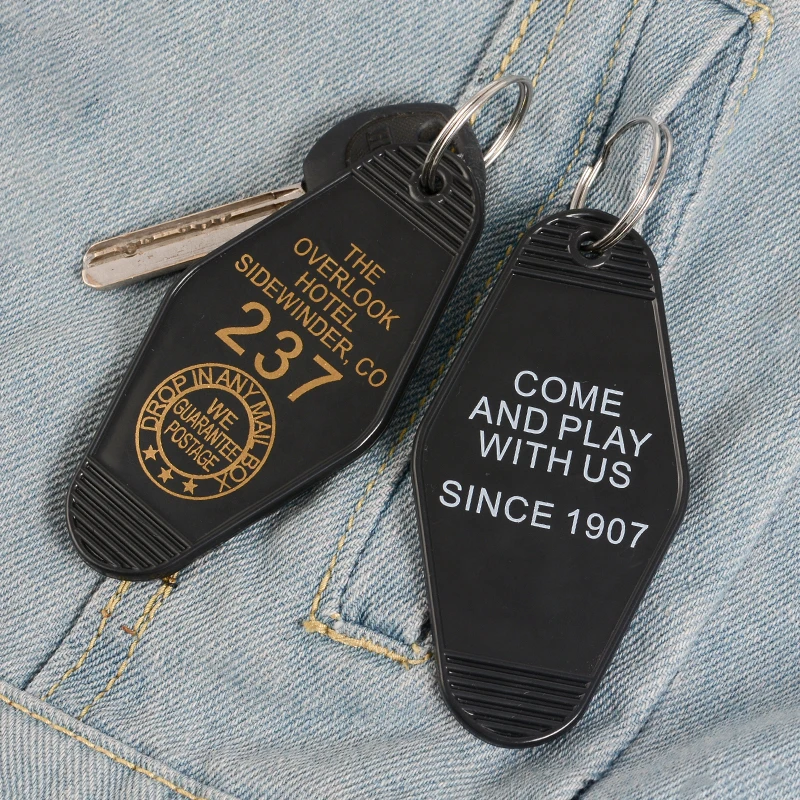 THE
OVERLOOK
HOTEL
SIDEWINDER, CO
237
DROP IN ANY MAIL BOX
WE
GUARANTEE
POSTAGE
COME
AND PLAY
WITH US
SINCE 1907